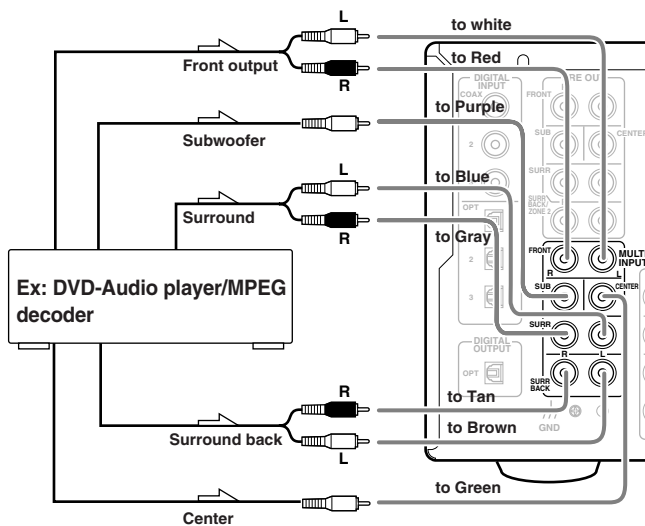 L
to white
Front output
to Red
R
DIGITAL INPUT
PRE OUT
COAX
FRONT
to Purple
Subwoofer
2
SUB
CENTER
L
to Blue
SURR
Surround
OPT
SURR BACK/ ZONE 2
R
to Gray
FRONT
MULTI INPUT
R
L
2
Ex: DVD-Audio player/MPEG decoder
SUB
CENTER
3
SURR
DIGITAL OUTPUT
R
L
OPT
SURR BACK
R
to Tan
Surround back
to Brown
GND
L
to Green
Center